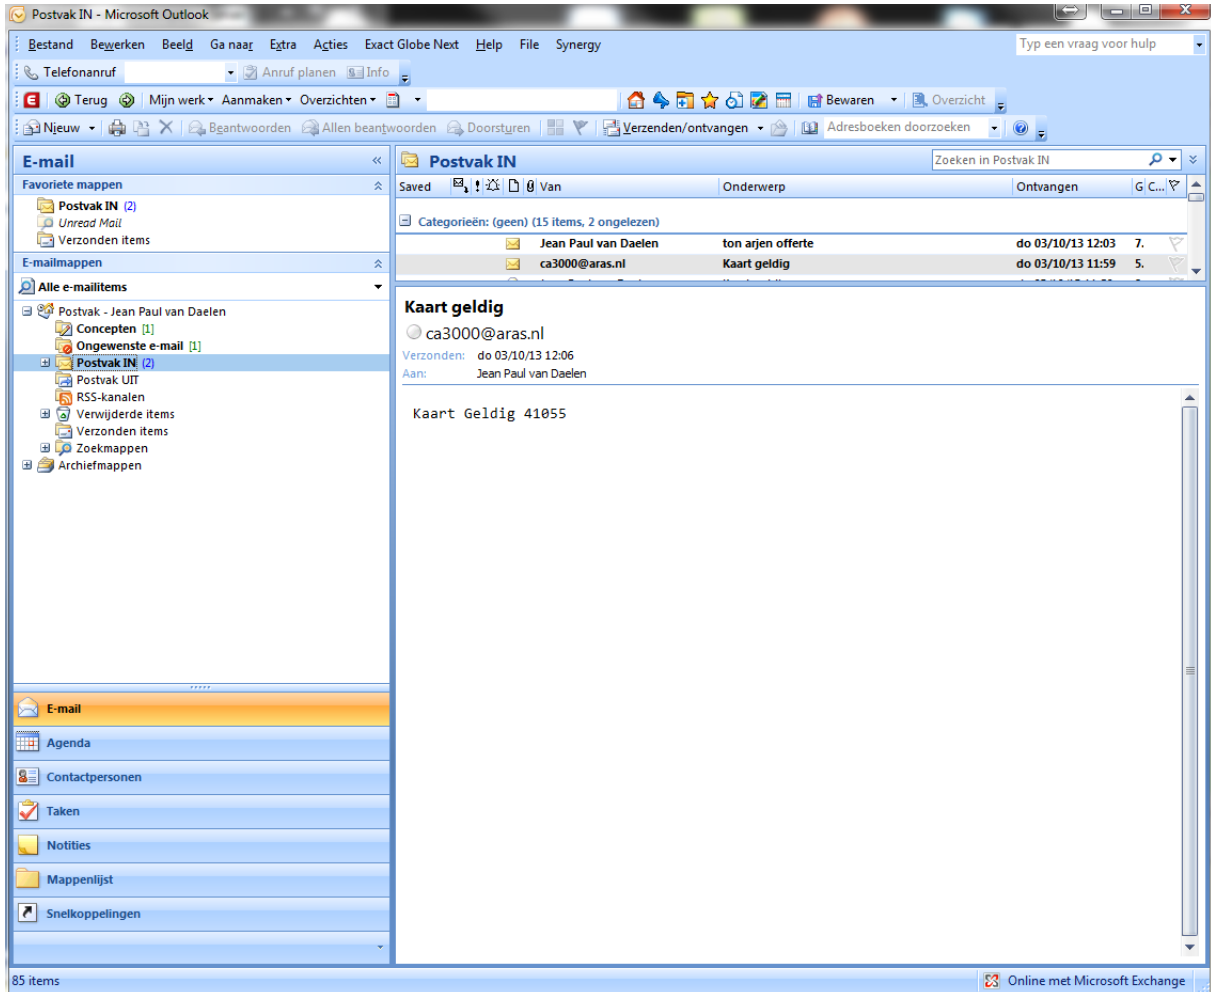 Postvak IN - Microsoft Outlook
Bestand Bewerken Beeld Ga naar Extra Acties Exact Globe Next Help File Synergy Typ een vraag voor hulp
Telefonanruf Anruf planen Info
Terug Mijn werk Aanmaken Overzichten Bewaren Overzicht
Nieuw Beantwoorden Allen beantwoorden Doorsturen Verzenden/ontvangen Adresboeken doorzoeken
E-mail
Favoriete mappen
Postvak IN (2)
Unread Mail
Verzonden items
E-mailmappen
Alle e-mailitems
Postvak - Jean Paul van Daelen
Concepten [1]
Ongewenste e-mail [1]
Postvak IN (2)
Postvak UIT
RSS-kanalen
Verwijderde items
Verzonden items
Zoekmappen
Archiefmappen
E-mail
Agenda
Contactpersonen
Taken
Notities
Mappenlijst
Snelkoppelingen
Postvak IN Zoeken in Postvak IN
Saved Van Onderwerp Ontvangen G C...
Categorieën: (geen) (15 items, 2 ongelezen)
Jean Paul van Daelen ton arjen offerte do 03/10/13 12:03 7.
ca3000@aras.nl Kaart geldig do 03/10/13 11:59 5.
Kaart geldig
ca3000@aras.nl
Verzonden: do 03/10/13 12:06
Aan: Jean Paul van Daelen
Kaart Geldig 41055
85 items Online met Microsoft Exchange